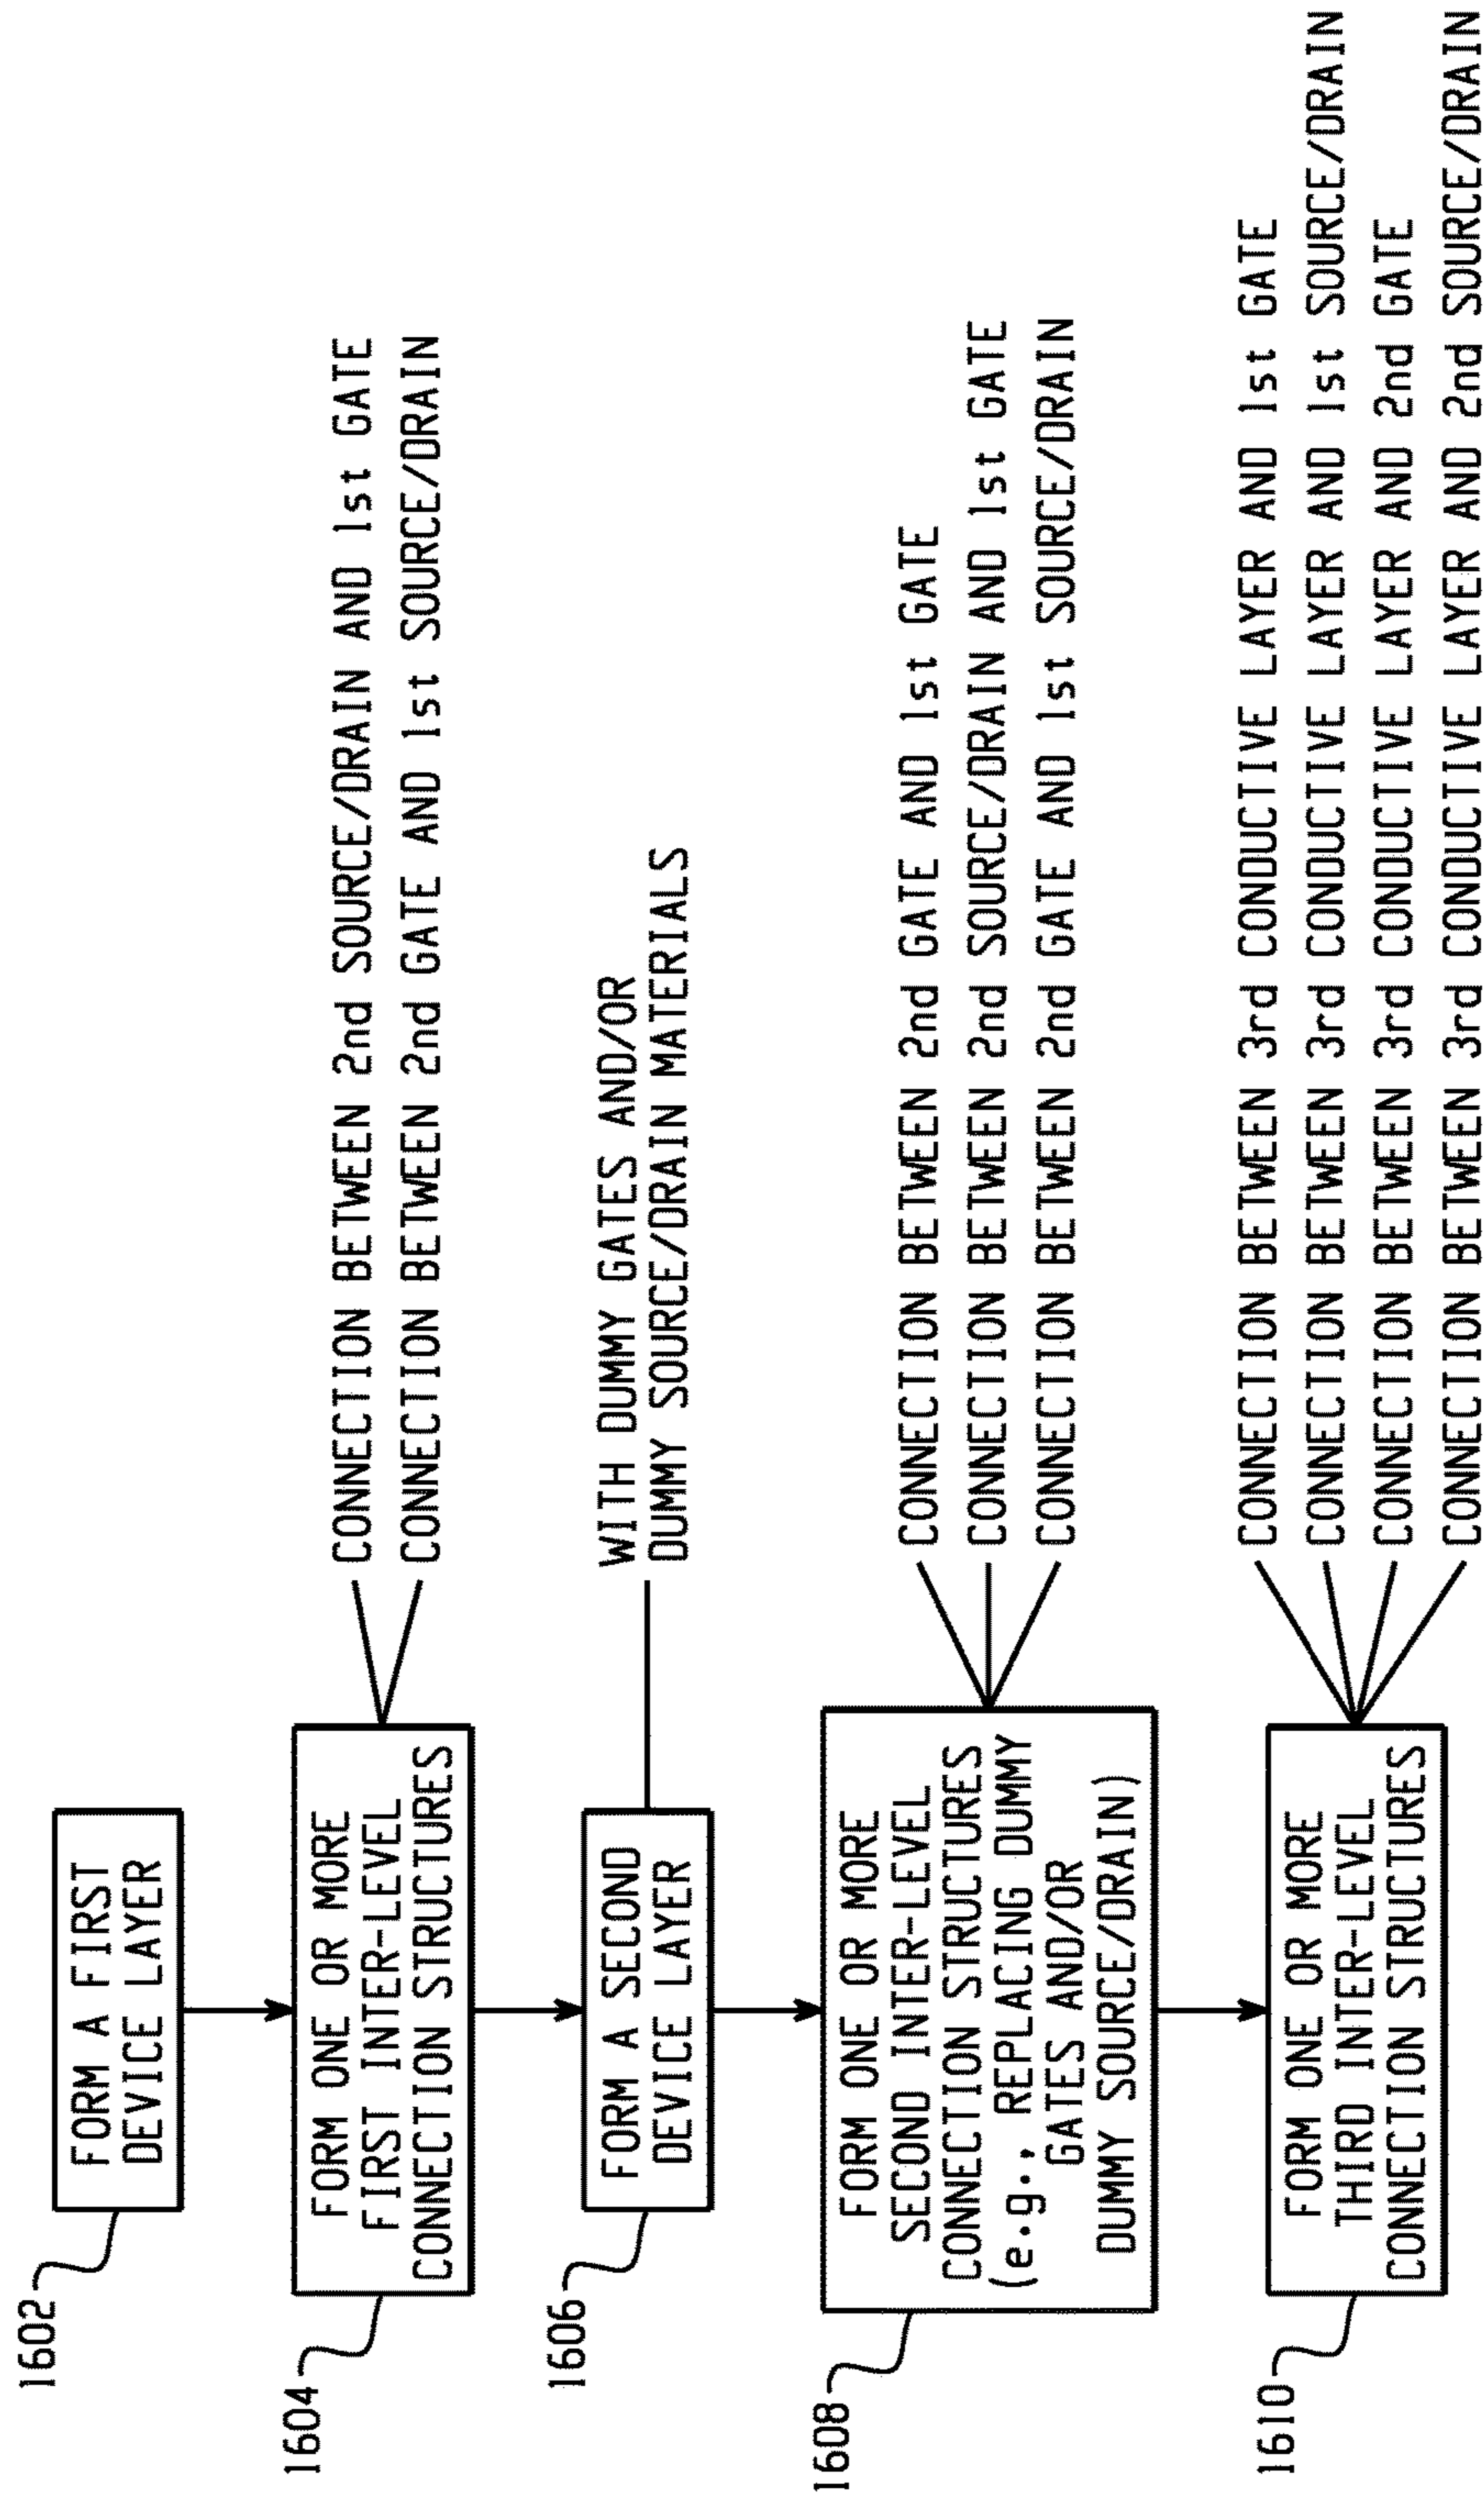 1602
FORM A FIRST
DEVICE LAYER
1604
FORM ONE OR MORE
FIRST INTER-LEVEL
CONNECTION STRUCTURES
CONNECTION BETWEEN 2nd SOURCE/DRAIN AND 1st GATE
CONNECTION BETWEEN 2nd GATE AND 1st SOURCE/DRAIN
1606
FORM A SECOND
DEVICE LAYER
WITH DUMMY GATES AND/OR
DUMMY SOURCE/DRAIN MATERIALS
1608
FORM ONE OR MORE
SECOND INTER-LEVEL
CONNECTION STRUCTURES
(e.g., REPLACING DUMMY
GATES AND/OR
DUMMY SOURCE/DRAIN)
CONNECTION BETWEEN 2nd GATE AND 1st GATE
CONNECTION BETWEEN 2nd SOURCE/DRAIN AND 1st GATE
CONNECTION BETWEEN 2nd GATE AND 1st SOURCE/DRAIN
1610
FORM ONE OR MORE
THIRD INTER-LEVEL
CONNECTION STRUCTURES
CONNECTION BETWEEN 3rd CONDUCTIVE LAYER AND 1st GATE
CONNECTION BETWEEN 3rd CONDUCTIVE LAYER AND 1st SOURCE/DRAIN
CONNECTION BETWEEN 3rd CONDUCTIVE LAYER AND 2nd GATE
CONNECTION BETWEEN 3rd CONDUCTIVE LAYER AND 2nd SOURCE/DRAIN